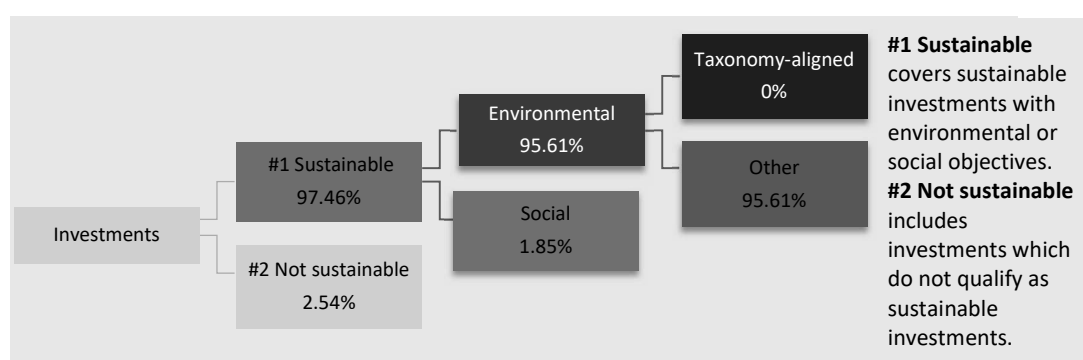 Investments
#1 Sustainable
97.46%
#2 Not sustainable
2.54%
Environmental
95.61%
Social
1.85%
Taxonomy-aligned
0%
Other
95.61%
#1 Sustainable
covers sustainable
investments with
environmental or
social objectives.
#2 Not sustainable
includes
investments which
do not qualify as
sustainable
investments.